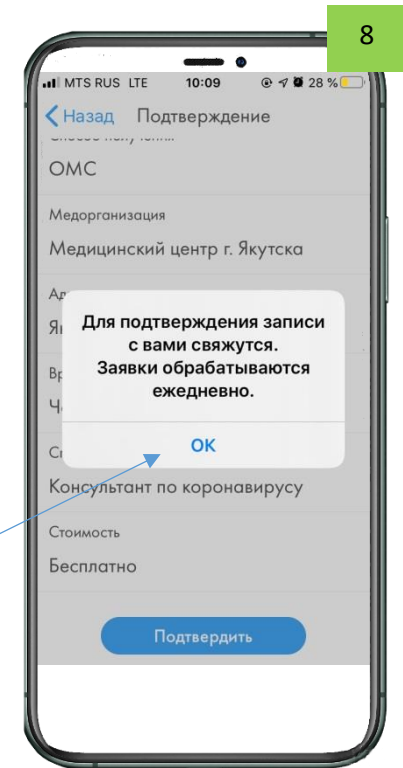 8
MTS RUS LTE 10:09 28 %
Назад Подтверждение
ОМС
Медорганизация
Медицинский центр г. Якутска
Для подтверждения записи
с вами свяжутся.
Заявки обрабатываются
ежедневно.
ОК
Консультант по коронавирусу
Стоимость
Бесплатно
Подтвердить